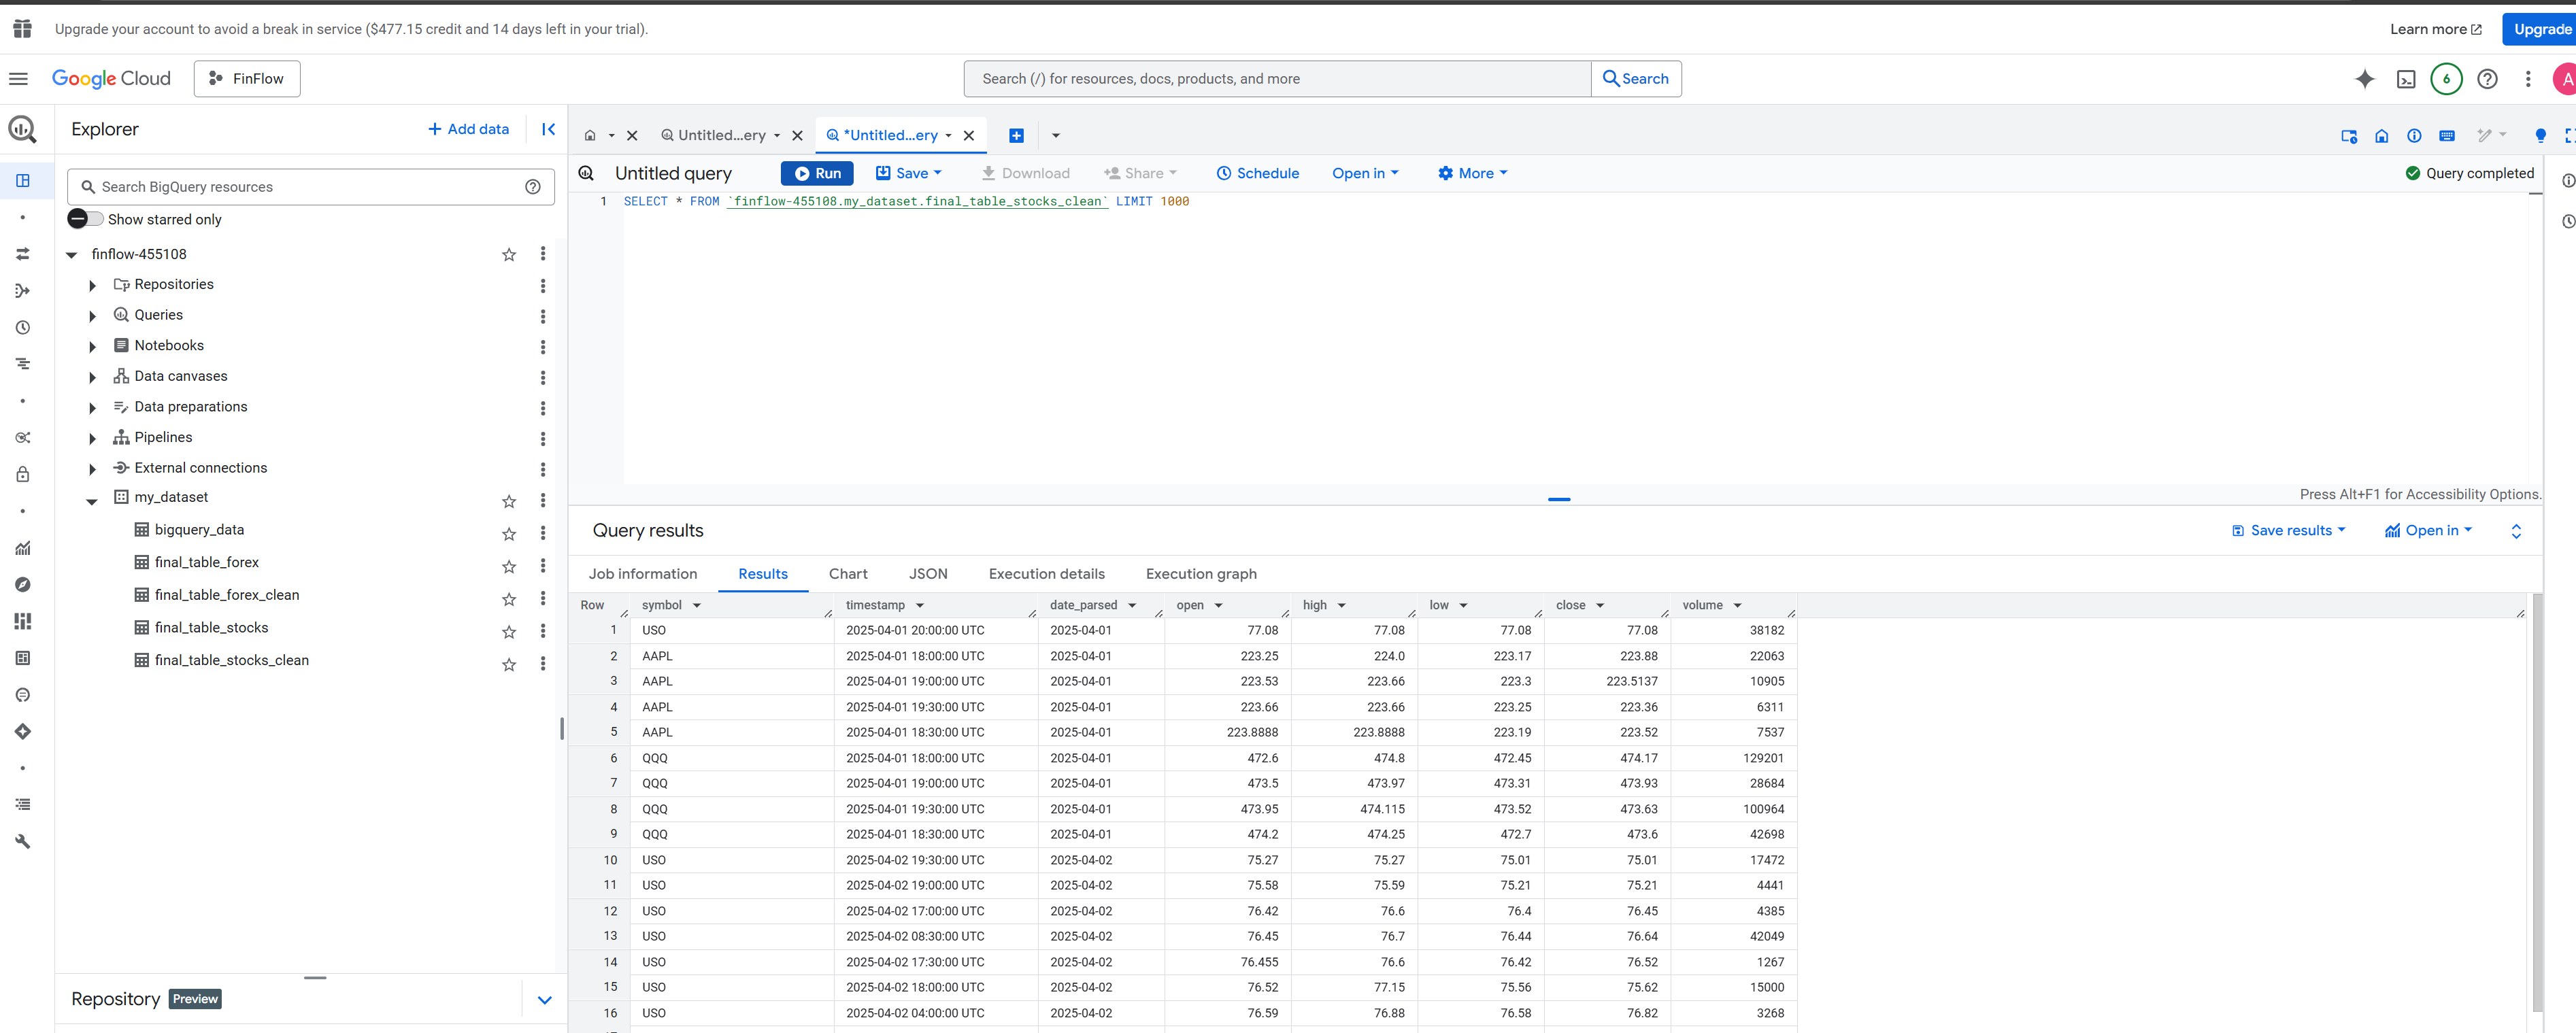 Upgrade your account to avoid a break in service ($477.15 credit and 14 days left in your trial).
Learn more
Upgrade
Google Cloud
FinFlow
Search (/) for resources, docs, products, and more
Search
6
A
Explorer
+ Add data
Untitled...ery
*Untitled...ery
Search BigQuery resources
Show starred only
Untitled query
Run
Save
Download
Share
Schedule
Open in
More
Query completed
1 SELECT * FROM `finflow-455108.my_dataset.final_table_stocks_clean` LIMIT 1000
finflow-455108
Repositories
Queries
Notebooks
Data canvases
Data preparations
Pipelines
External connections
my_dataset
bigquery_data
final_table_forex
final_table_forex_clean
final_table_stocks
final_table_stocks_clean
Repository Preview
Press Alt+F1 for Accessibility Options.
Query results
Save results
Open in
Job information Results Chart JSON Execution details Execution graph
Row symbol timestamp date_parsed open high low close volume
1 USO 2025-04-01 20:00:00 UTC 2025-04-01 77.08 77.08 77.08 77.08 38182
2 AAPL 2025-04-01 18:00:00 UTC 2025-04-01 223.25 224.0 223.17 223.88 22063
3 AAPL 2025-04-01 19:00:00 UTC 2025-04-01 223.53 223.66 223.3 223.5137 10905
4 AAPL 2025-04-01 19:30:00 UTC 2025-04-01 223.66 223.66 223.25 223.36 6311
5 AAPL 2025-04-01 18:30:00 UTC 2025-04-01 223.8888 223.8888 223.19 223.52 7537
6 QQQ 2025-04-01 18:00:00 UTC 2025-04-01 472.6 474.8 472.45 474.17 129201
7 QQQ 2025-04-01 19:00:00 UTC 2025-04-01 473.5 473.97 473.31 473.93 28684
8 QQQ 2025-04-01 19:30:00 UTC 2025-04-01 473.95 474.115 473.52 473.63 100964
9 QQQ 2025-04-01 18:30:00 UTC 2025-04-01 474.2 474.25 472.7 473.6 42698
10 USO 2025-04-02 19:30:00 UTC 2025-04-02 75.27 75.27 75.01 75.01 17472
11 USO 2025-04-02 19:00:00 UTC 2025-04-02 75.58 75.59 75.21 75.21 4441
12 USO 2025-04-02 17:00:00 UTC 2025-04-02 76.42 76.6 76.4 76.45 4385
13 USO 2025-04-02 08:30:00 UTC 2025-04-02 76.45 76.7 76.44 76.64 42049
14 USO 2025-04-02 17:30:00 UTC 2025-04-02 76.455 76.6 76.42 76.52 1267
15 USO 2025-04-02 18:00:00 UTC 2025-04-02 76.52 77.15 75.56 75.62 15000
16 USO 2025-04-02 04:00:00 UTC 2025-04-02 76.59 76.88 76.58 76.82 3268